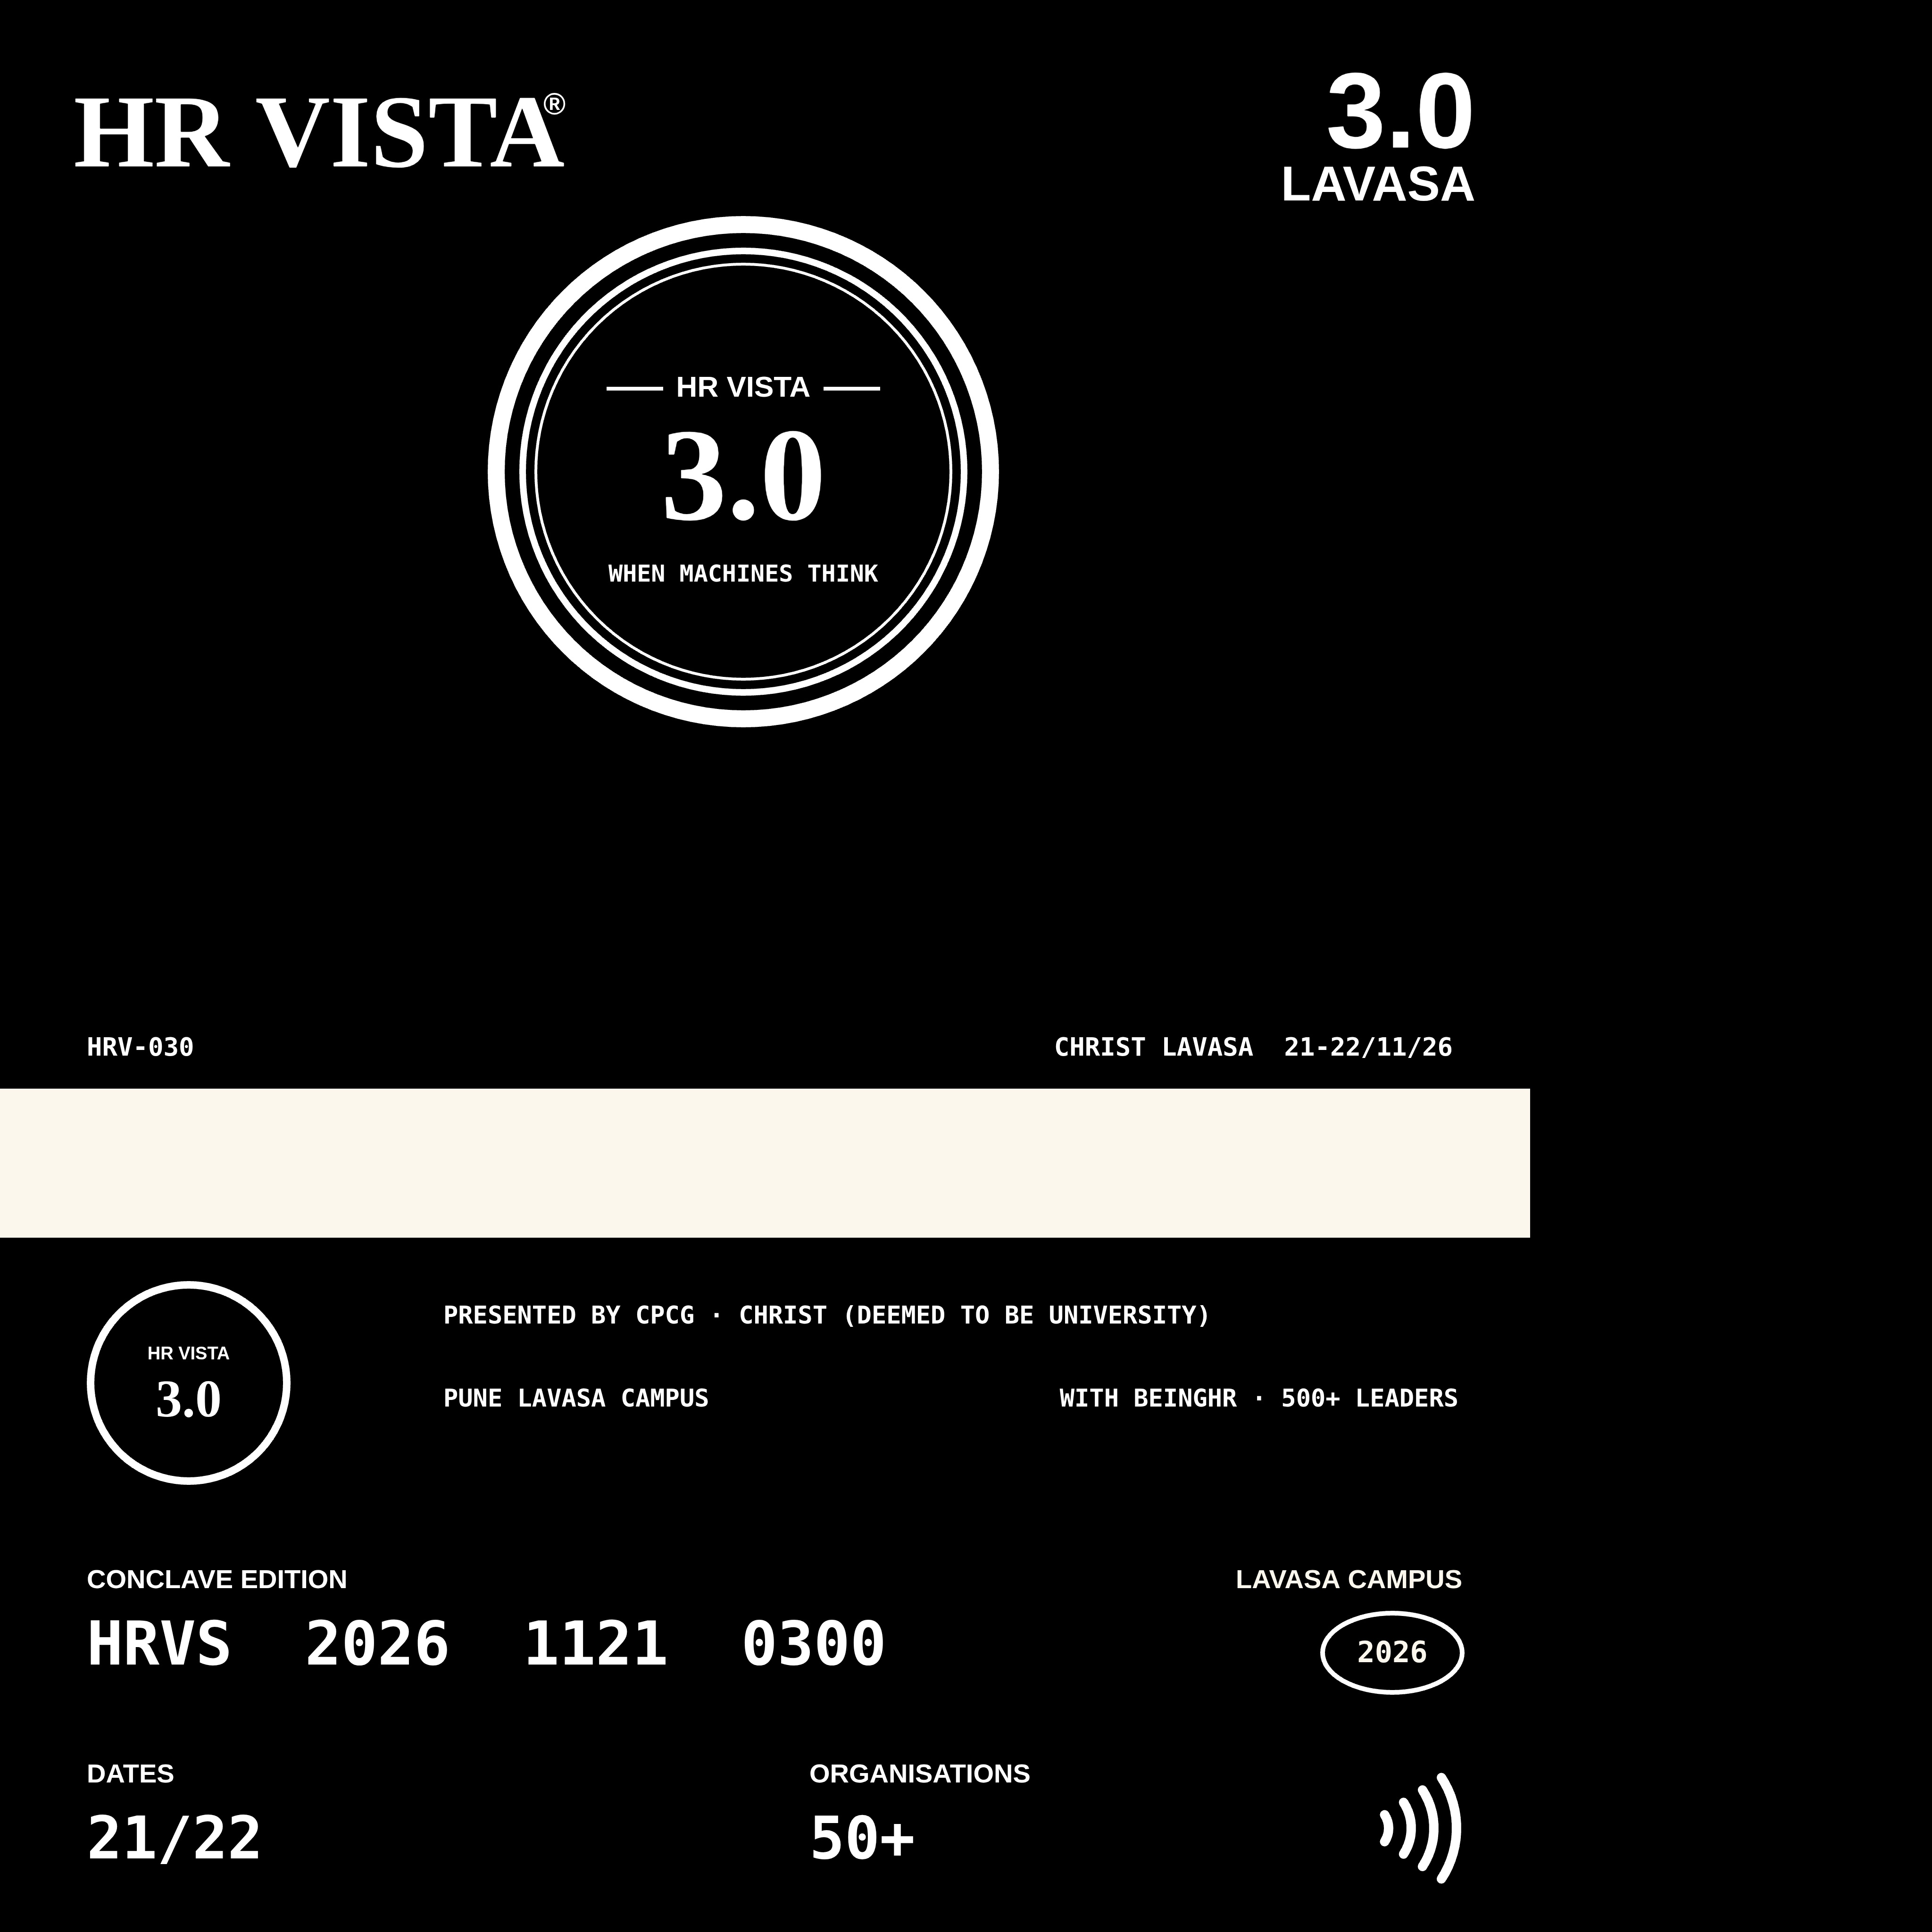 HR VISTA®
3.0
LAVASA
HR VISTA
3.0
WHEN MACHINES THINK
HRV-030
CHRIST LAVASA 21-22/11/26
PRESENTED BY CPCG · CHRIST (DEEMED TO BE UNIVERSITY)
PUNE LAVASA CAMPUS
WITH BEINGHR · 500+ LEADERS
HR VISTA
3.0
CONCLAVE EDITION
HRVS 2026 1121 0300
LAVASA CAMPUS
2026
DATES
21/22
ORGANISATIONS
50+